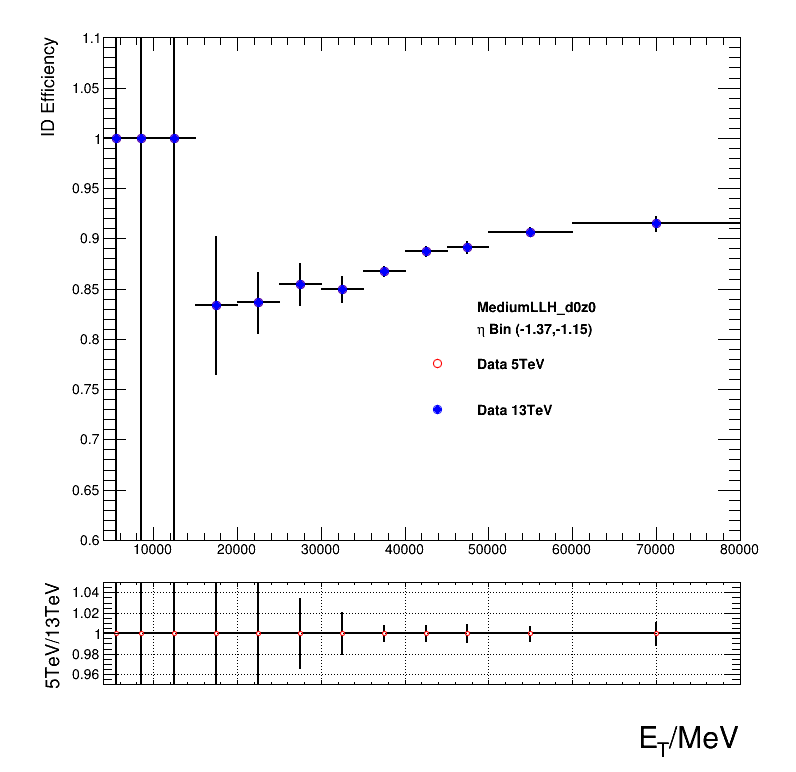 ID Efficiency
1.1
1.05
1
0.95
0.9
0.85
0.8
0.75
0.7
0.65
0.6
MediumLLH_d0z0
η Bin (-1.37,-1.15)
Data 5TeV
Data 13TeV
10000 20000 30000 40000 50000 60000 70000 80000
5TeV/13TeV
1.04
1.02
1
0.98
0.96
E_T/MeV